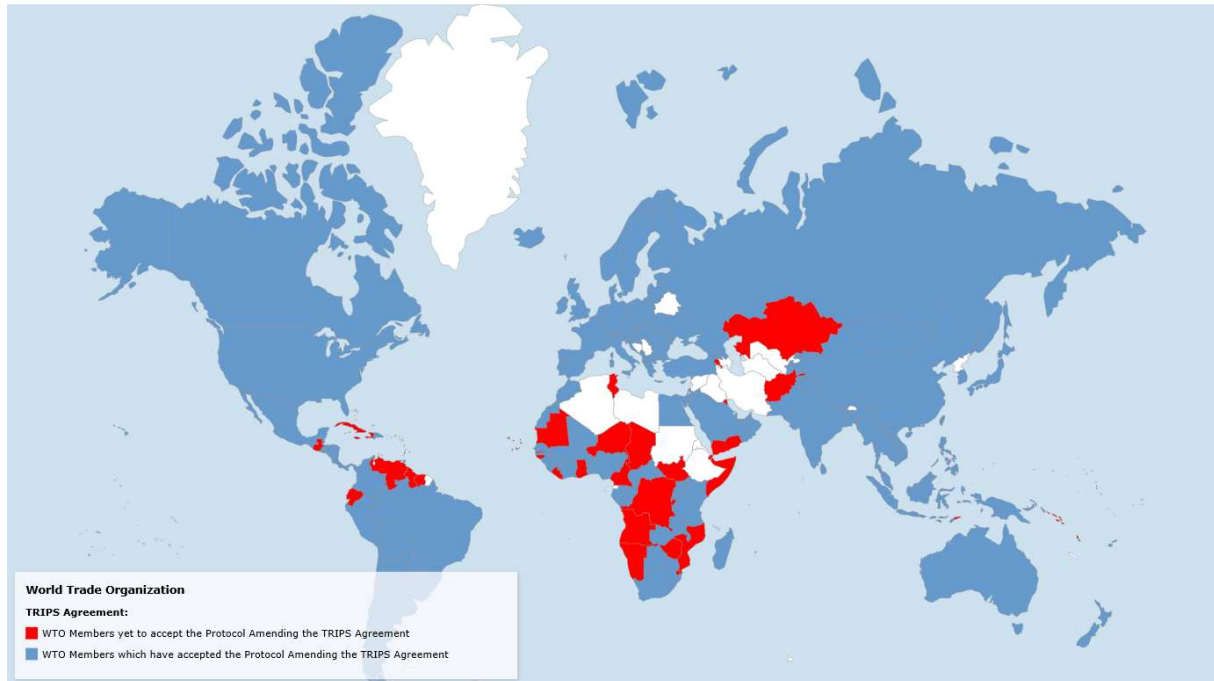 World Trade Organization
TRIPS Agreement:
WTO Members yet to accept the Protocol Amending the TRIPS Agreement
WTO Members which have accepted the Protocol Amending the TRIPS Agreement